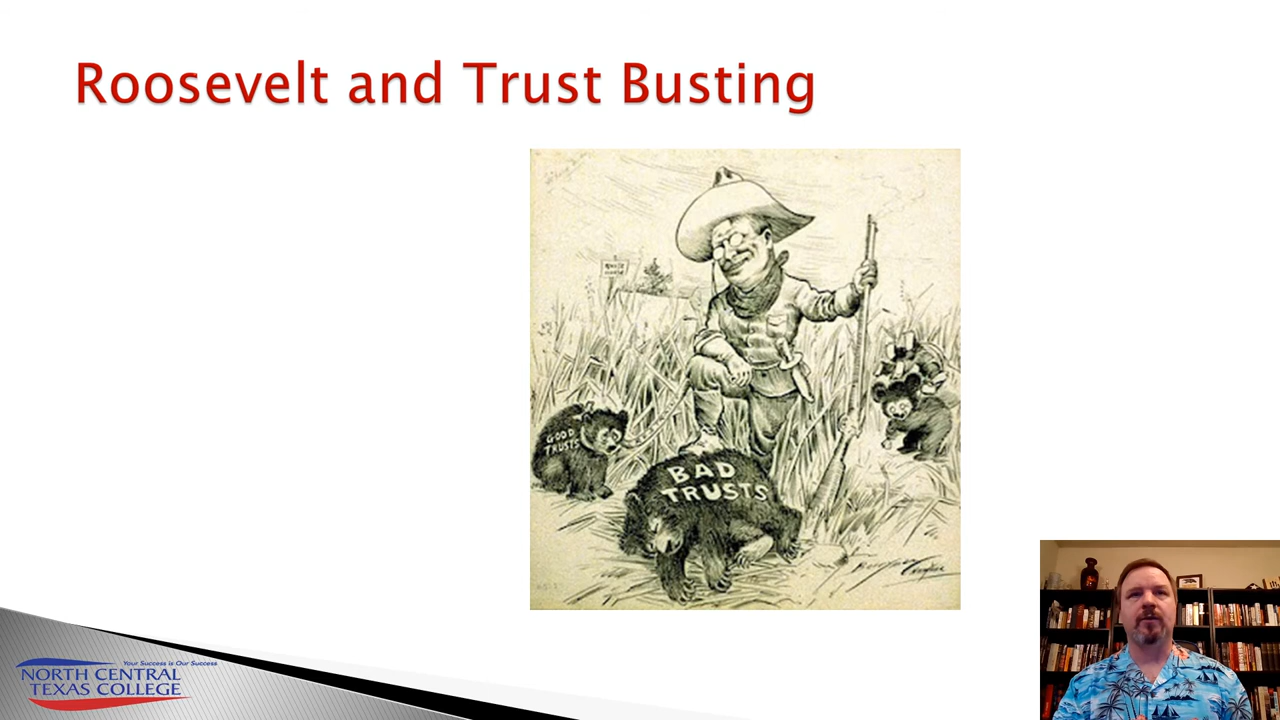 Roosevelt and Trust Busting
GOOD
TRUSTS
BAD
TRUSTS
Your Success is Our Success
NORTH CENTRAL
TEXAS COLLEGE